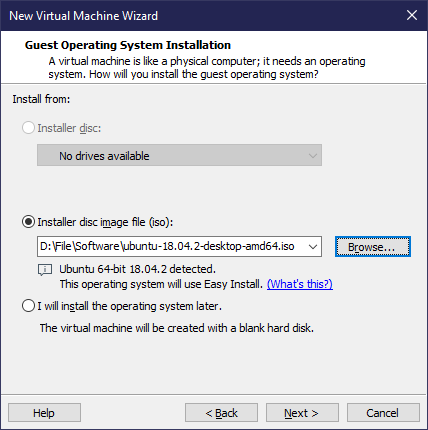 New Virtual Machine Wizard
Guest Operating System Installation
A virtual machine is like a physical computer; it needs an operating
system. How will you install the guest operating system?
Install from:
Installer disc:
No drives available
Installer disc image file (iso):
D:\File\Software\ubuntu-18.04.2-desktop-amd64.iso
Browse...
Ubuntu 64-bit 18.04.2 detected.
This operating system will use Easy Install. (What's this?)
I will install the operating system later.
The virtual machine will be created with a blank hard disk.
Help
< Back
Next >
Cancel